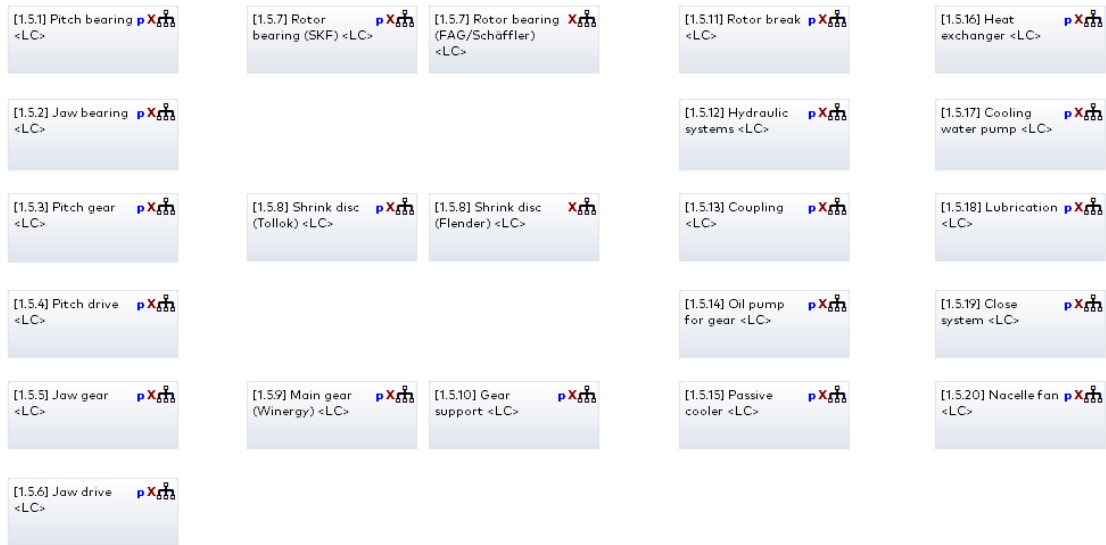 [1.5.1] Pitch bearing p X
<LC>
[1.5.7] Rotor p X
bearing (SKF) <LC>
[1.5.7] Rotor bearing X
(FAG/Schäffler)
<LC>
[1.5.11] Rotor break p X
<LC>
[1.5.16] Heat p X
exchanger <LC>
[1.5.2] Jaw bearing p X
<LC>
[1.5.12] Hydraulic p X
systems <LC>
[1.5.17] Cooling p X
water pump <LC>
[1.5.3] Pitch gear p X
<LC>
[1.5.8] Shrink disc p X
(Tollok) <LC>
[1.5.8] Shrink disc X
(Flender) <LC>
[1.5.13] Coupling p X
<LC>
[1.5.18] Lubrication p X
<LC>
[1.5.4] Pitch drive p X
<LC>
[1.5.14] Oil pump p X
for gear <LC>
[1.5.19] Close p X
system <LC>
[1.5.5] Jaw gear p X
<LC>
[1.5.9] Main gear p X
(Winergy) <LC>
[1.5.10] Gear p X
support <LC>
[1.5.15] Passive p X
cooler <LC>
[1.5.20] Nacelle fan p X
<LC>
[1.5.6] Jaw drive p X
<LC>